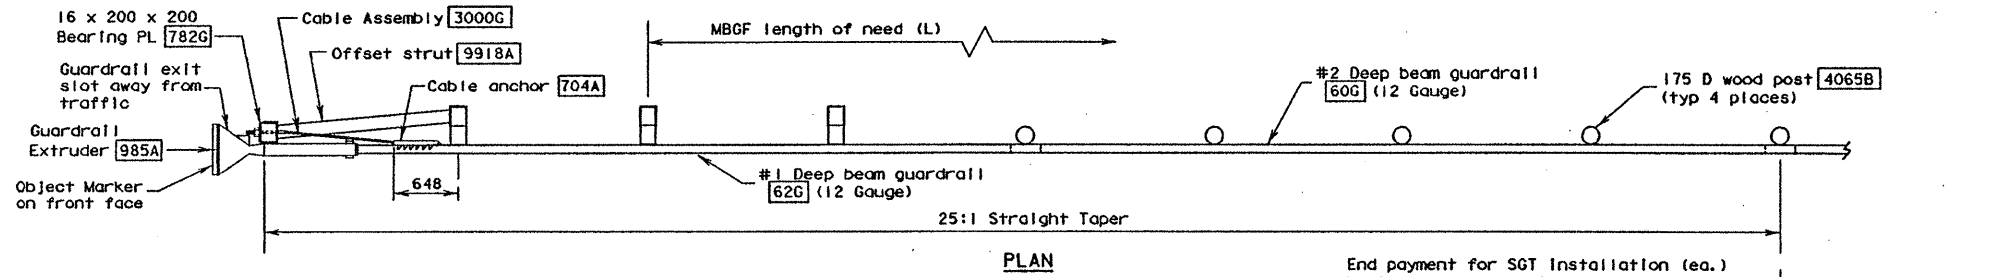 16 x 200 x 200
Bearing PL 782G
Cable Assembly 3000G
Offset strut 9918A
Guardrail exit
slot away from
traffic
Cable anchor 704A
Guardrail
Extruder 985A
Object Marker
on front face
648
MBGF length of need (L)
#1 Deep beam guardrail
62G (12 Gauge)
#2 Deep beam guardrail
60G (12 Gauge)
175 D wood post 4065B
(typ 4 places)
25:1 Straight Taper
PLAN
End payment for SGT installation (ea.)